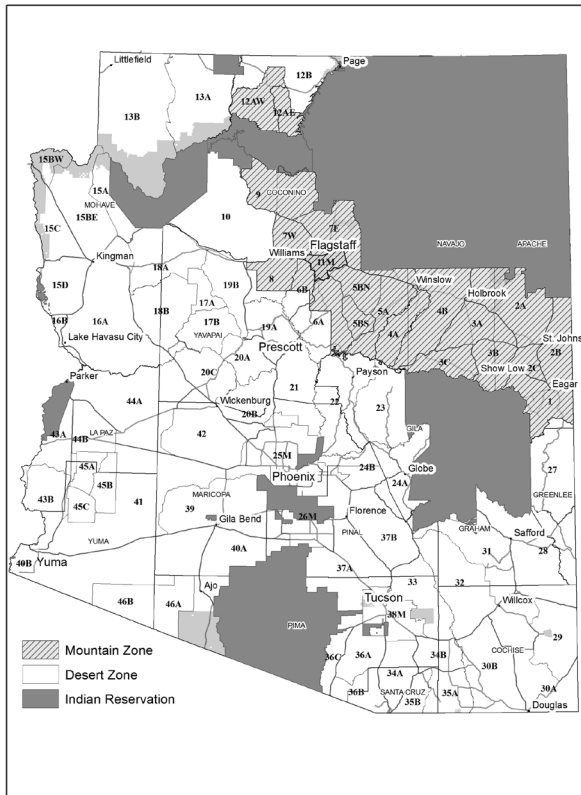 Littlefield
Page
12B
13A
13B
12AW
12AE
15BW
9
COCONINO
15A
MOHAVE
15BE
10
15C
7W
7E
Williams
Flagstaff
NAVAJO
APACHE
11M
Kingman
18A
8
6B
5BN
Winslow
Holbrook
15D
19B
17A
2A
16B
16A
18B
5A
4B
3A
17B
YAVAPAI
5BS
4A
St. Johns
Lake Havasu City
19A
6A
Prescott
3C
3B
2B
20A
Show Low
2C
Parker
20C
Payson
Eagar
44A
Wickenburg
21
22
23
1
20B
43A
44B
LA PAZ
42
GILA
25M
45A
Phoenix
24B
Globe
27
45B
MARICOPA
24A
43B
41
39
GREENLEE
45C
26M
Florence
Gila Bend
GRAHAM
Safford
YUMA
PINAL
37B
31
40A
28
40B
Yuma
37A
33
32
Ajo
Tucson
Willcox
46B
46A
38M
PIMA
29
COCHISE
36C
36A
34B
30B
34A
36B
SANTA CRUZ
35A
30A
35B
Douglas
Mountain Zone
Desert Zone
Indian Reservation